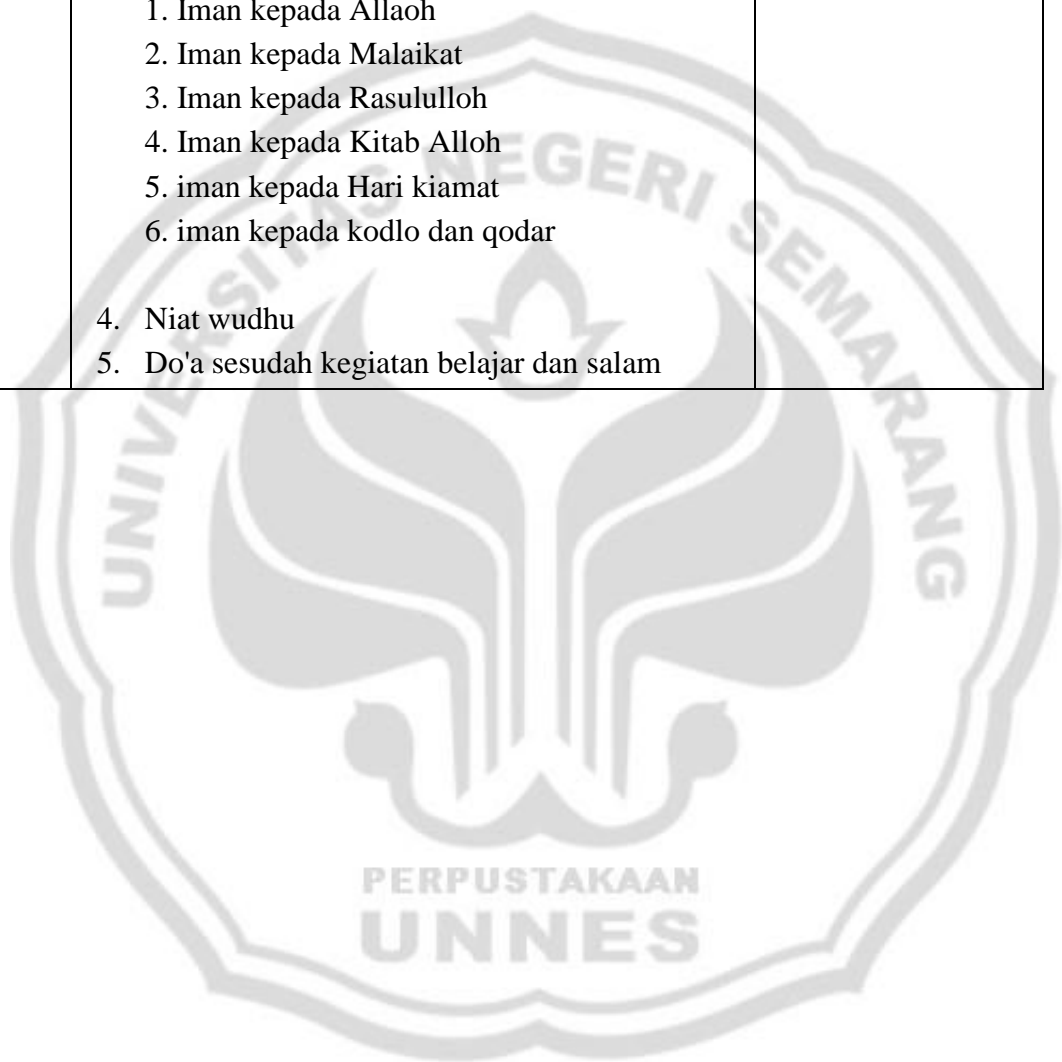 1. Iman kepada Allaoh
2. Iman kepada Malaikat
3. Iman kepada Rasululloh
4. Iman kepada Kitab Alloh
5. iman kepada Hari kiamat
6. iman kepada kodlo dan qodar
4. Niat wudhu
5. Do'a sesudah kegiatan belajar dan salam
UNIVERSITAS NEGERI SEMARANG
PERPUSTAKAAN
UNNES